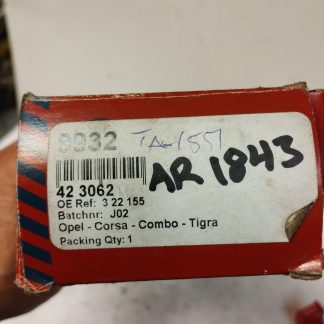 9932 TA-1551
42 3062
AR 1843
OE Ref: 3 22 155
Batchnr: J02
Opel - Corsa - Combo - Tigra
Packing Qty: 1